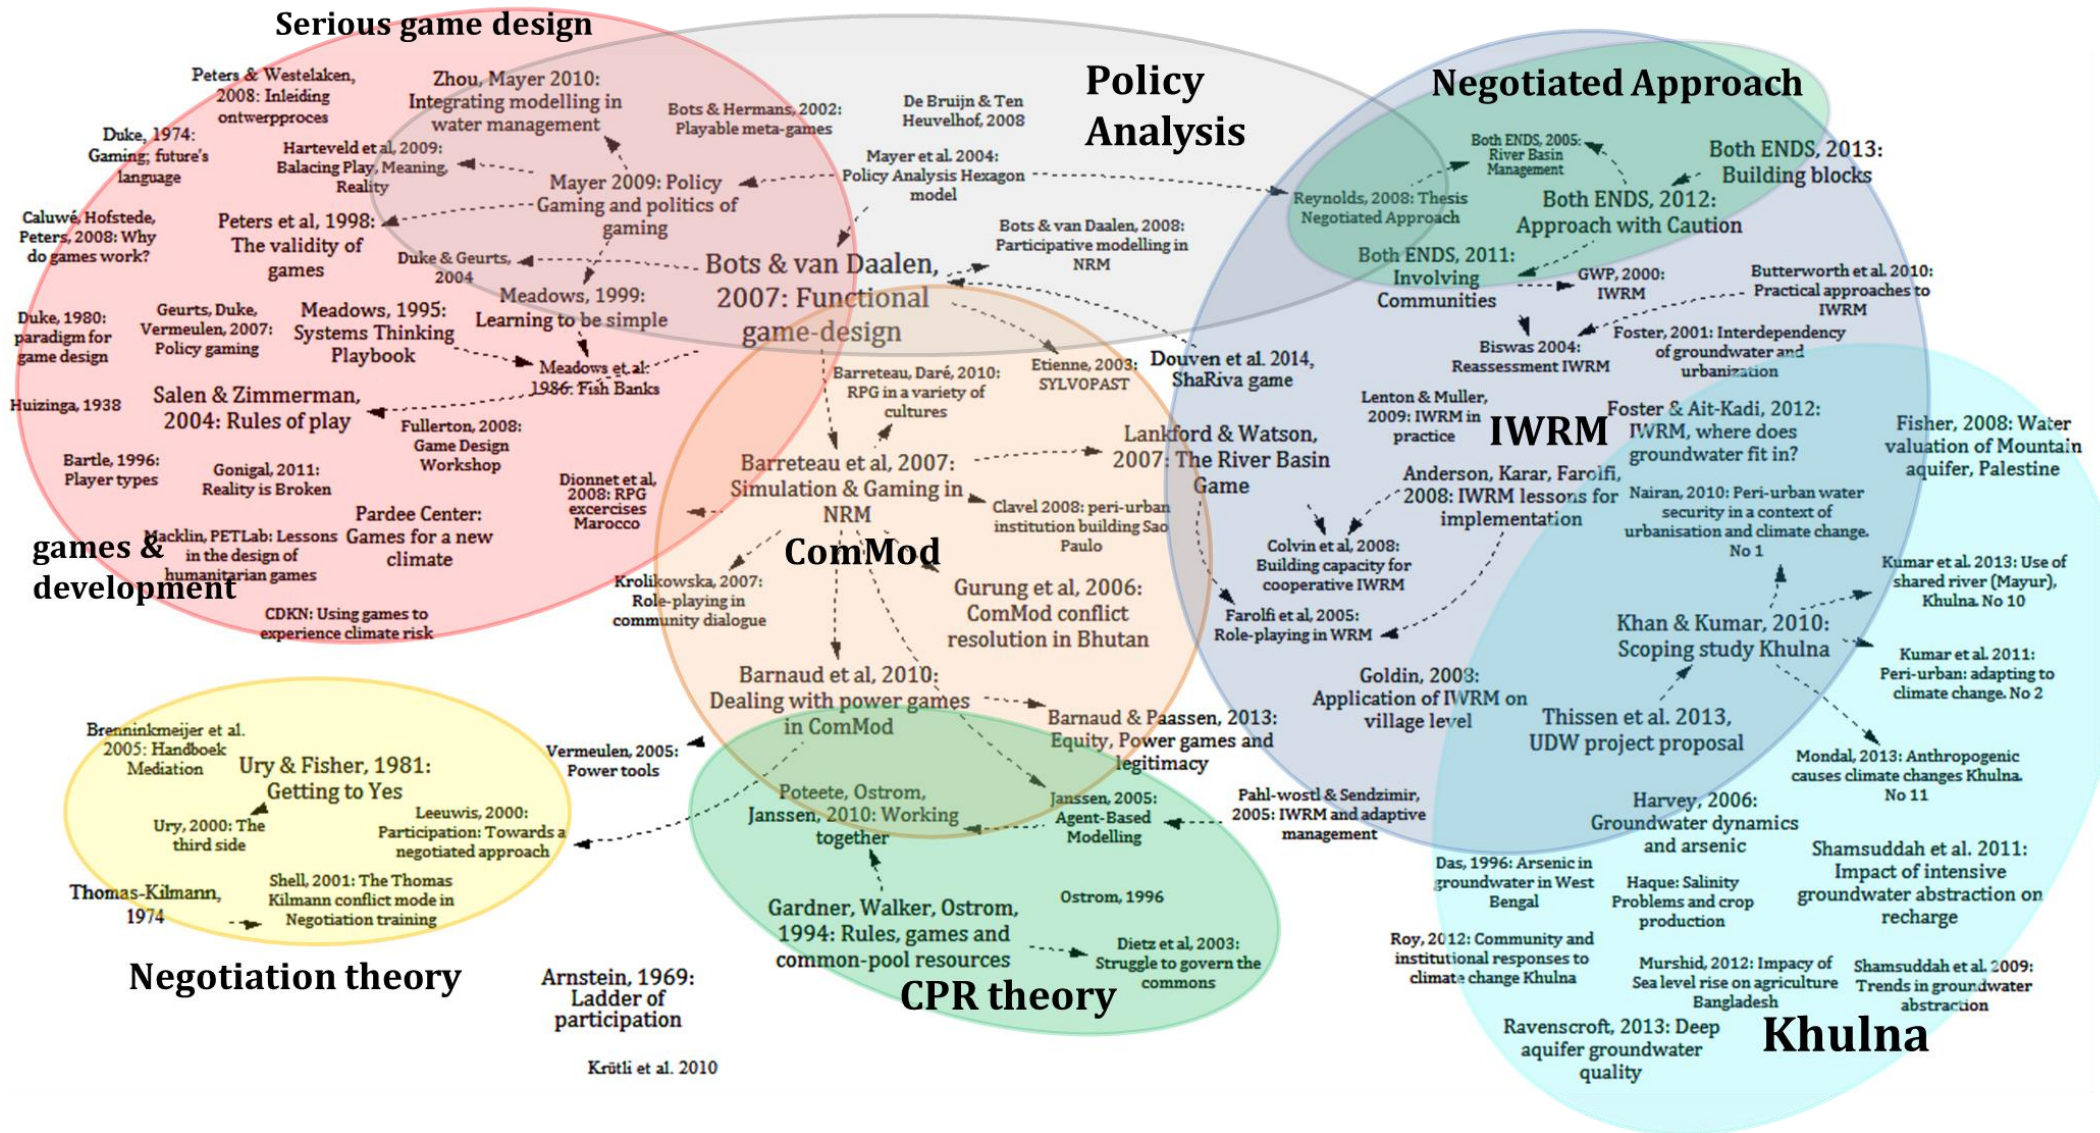 Serious game design
Peters & Westelaken,
2008: Inleiding
ontwerpproces
Zhou, Mayer 2010:
Integrating modelling in
water management
Bots & Hermans, 2002:
Playable meta-games
De Bruijn & Ten
Heuvelhof, 2008
Policy
Analysis
Negotiated Approach
Duke, 1974:
Gaming; future's
language
Harteveld et al, 2009:
Balacing Play, Meaning,
Reality
Mayer et al. 2004:
Policy Analysis Hexagon
model
Mayer 2009: Policy
Gaming and politics of
gaming
Both ENDS, 2005:
River Basin
Management
Both ENDS, 2013:
Building blocks
Reynolds, 2008: Thesis
Negotiated Approach
Both ENDS, 2012:
Approach with Caution
Caluwé, Hofstede,
Peters, 2008: Why
do games work?
Peters et al, 1998:
The validity of
games
Duke & Geurts,
2004
Bots & van Daalen, 2008:
Participative modelling in
NRM
Bots & van Daalen,
2007: Functional
game-design
Both ENDS, 2011:
Involving
Communities
GWP, 2000:
IWRM
Butterworth et al. 2010:
Practical approaches to
IWRM
Duke, 1980:
paradigm for
game design
Geurts, Duke,
Vermeulen, 2007:
Policy gaming
Meadows, 1995:
Systems Thinking
Playbook
Meadows, 1999:
Learning to be simple
Meadows et al:
1986: Fish Banks
Barreteau, Daré, 2010:
RPG in a variety of
cultures
Etienne, 2003:
SYLVOPAST
Douven et al. 2014,
ShaRiva game
Biswas 2004:
Reassessment IWRM
Foster, 2001: Interdependency
of groundwater and
urbanization
Huizinga, 1938
Salen & Zimmerman,
2004: Rules of play
Fullerton, 2008:
Game Design
Workshop
Lankford & Watson,
2007: The River Basin
Game
Lenton & Muller,
2009: IWRM in
practice
IWRM
Foster & Ait-Kadi, 2012:
IWRM, where does
groundwater fit in?
Fisher, 2008: Water
valuation of Mountain
aquifer, Palestine
Bartle, 1996:
Player types
Gonigal, 2011:
Reality is Broken
Dionnet et al,
2008: RPG
excercises
Marocco
Barreteau et al, 2007:
Simulation & Gaming in
NRM
Clavel 2008: peri-urban
institution building Sao
Paulo
Anderson, Karar, Farolfi,
2008: IWRM lessons for
implementation
Nairan, 2010: Peri-urban water
security in a context of
urbanisation and climate change.
No 1
games &
development
Macklin, PETLab: Lessons
in the design of
humanitarian games
Pardee Center:
Games for a new
climate
ComMod
Colvin et al, 2008:
Building capacity for
cooperative IWRM
Kumar et al. 2013: Use of
shared river (Mayur),
Khulna. No 10
CDKN: Using games to
experience climate risk
Krolikowska, 2007:
Role-playing in
community dialogue
Gurung et al, 2006:
ComMod conflict
resolution in Bhutan
Farolfi et al, 2005:
Role-playing in WRM
Khan & Kumar, 2010:
Scoping study Khulna
Kumar et al. 2011:
Peri-urban: adapting to
climate change. No 2
Barnaud et al, 2010:
Dealing with power games
in ComMod
Goldin, 2008:
Application of IWRM on
village level
Thissen et al. 2013,
UDW project proposal
Brenninkmeijer et al.
2005: Handboek
Mediation
Ury & Fisher, 1981:
Getting to Yes
Vermeulen, 2005:
Power tools
Barnaud & Paassen, 2013:
Equity, Power games and
legitimacy
Mondal, 2013: Anthropogenic
causes climate changes Khulna.
No 11
Ury, 2000: The
third side
Leeuwis, 2000:
Participation: Towards a
negotiated approach
Poteete, Ostrom,
Janssen, 2010: Working
together
Janssen, 2005:
Agent-Based
Modelling
Pahl-wostl & Sendzimir,
2005: IWRM and adaptive
management
Harvey, 2006:
Groundwater dynamics
and arsenic
Thomas-Kilmann,
1974
Shell, 2001: The Thomas
Kilmann conflict mode in
Negotiation training
Das, 1996: Arsenic in
groundwater in West
Bengal
Haque: Salinity
Problems and crop
production
Shamsuddah et al. 2011:
Impact of intensive
groundwater abstraction on
recharge
Gardner, Walker, Ostrom,
1994: Rules, games and
common-pool resources
Ostrom, 1996
Dietz et al, 2003:
Struggle to govern the
commons
Roy, 2012: Community and
institutional responses to
climate change Khulna
Murshid, 2012: Impacy of
Sea level rise on agriculture
Bangladesh
Shamsuddah et al. 2009:
Trends in groundwater
abstraction
Negotiation theory
Arnstein, 1969:
Ladder of
participation
CPR theory
Ravenscroft, 2013: Deep
aquifer groundwater
quality
Khulna
Krütli et al. 2010